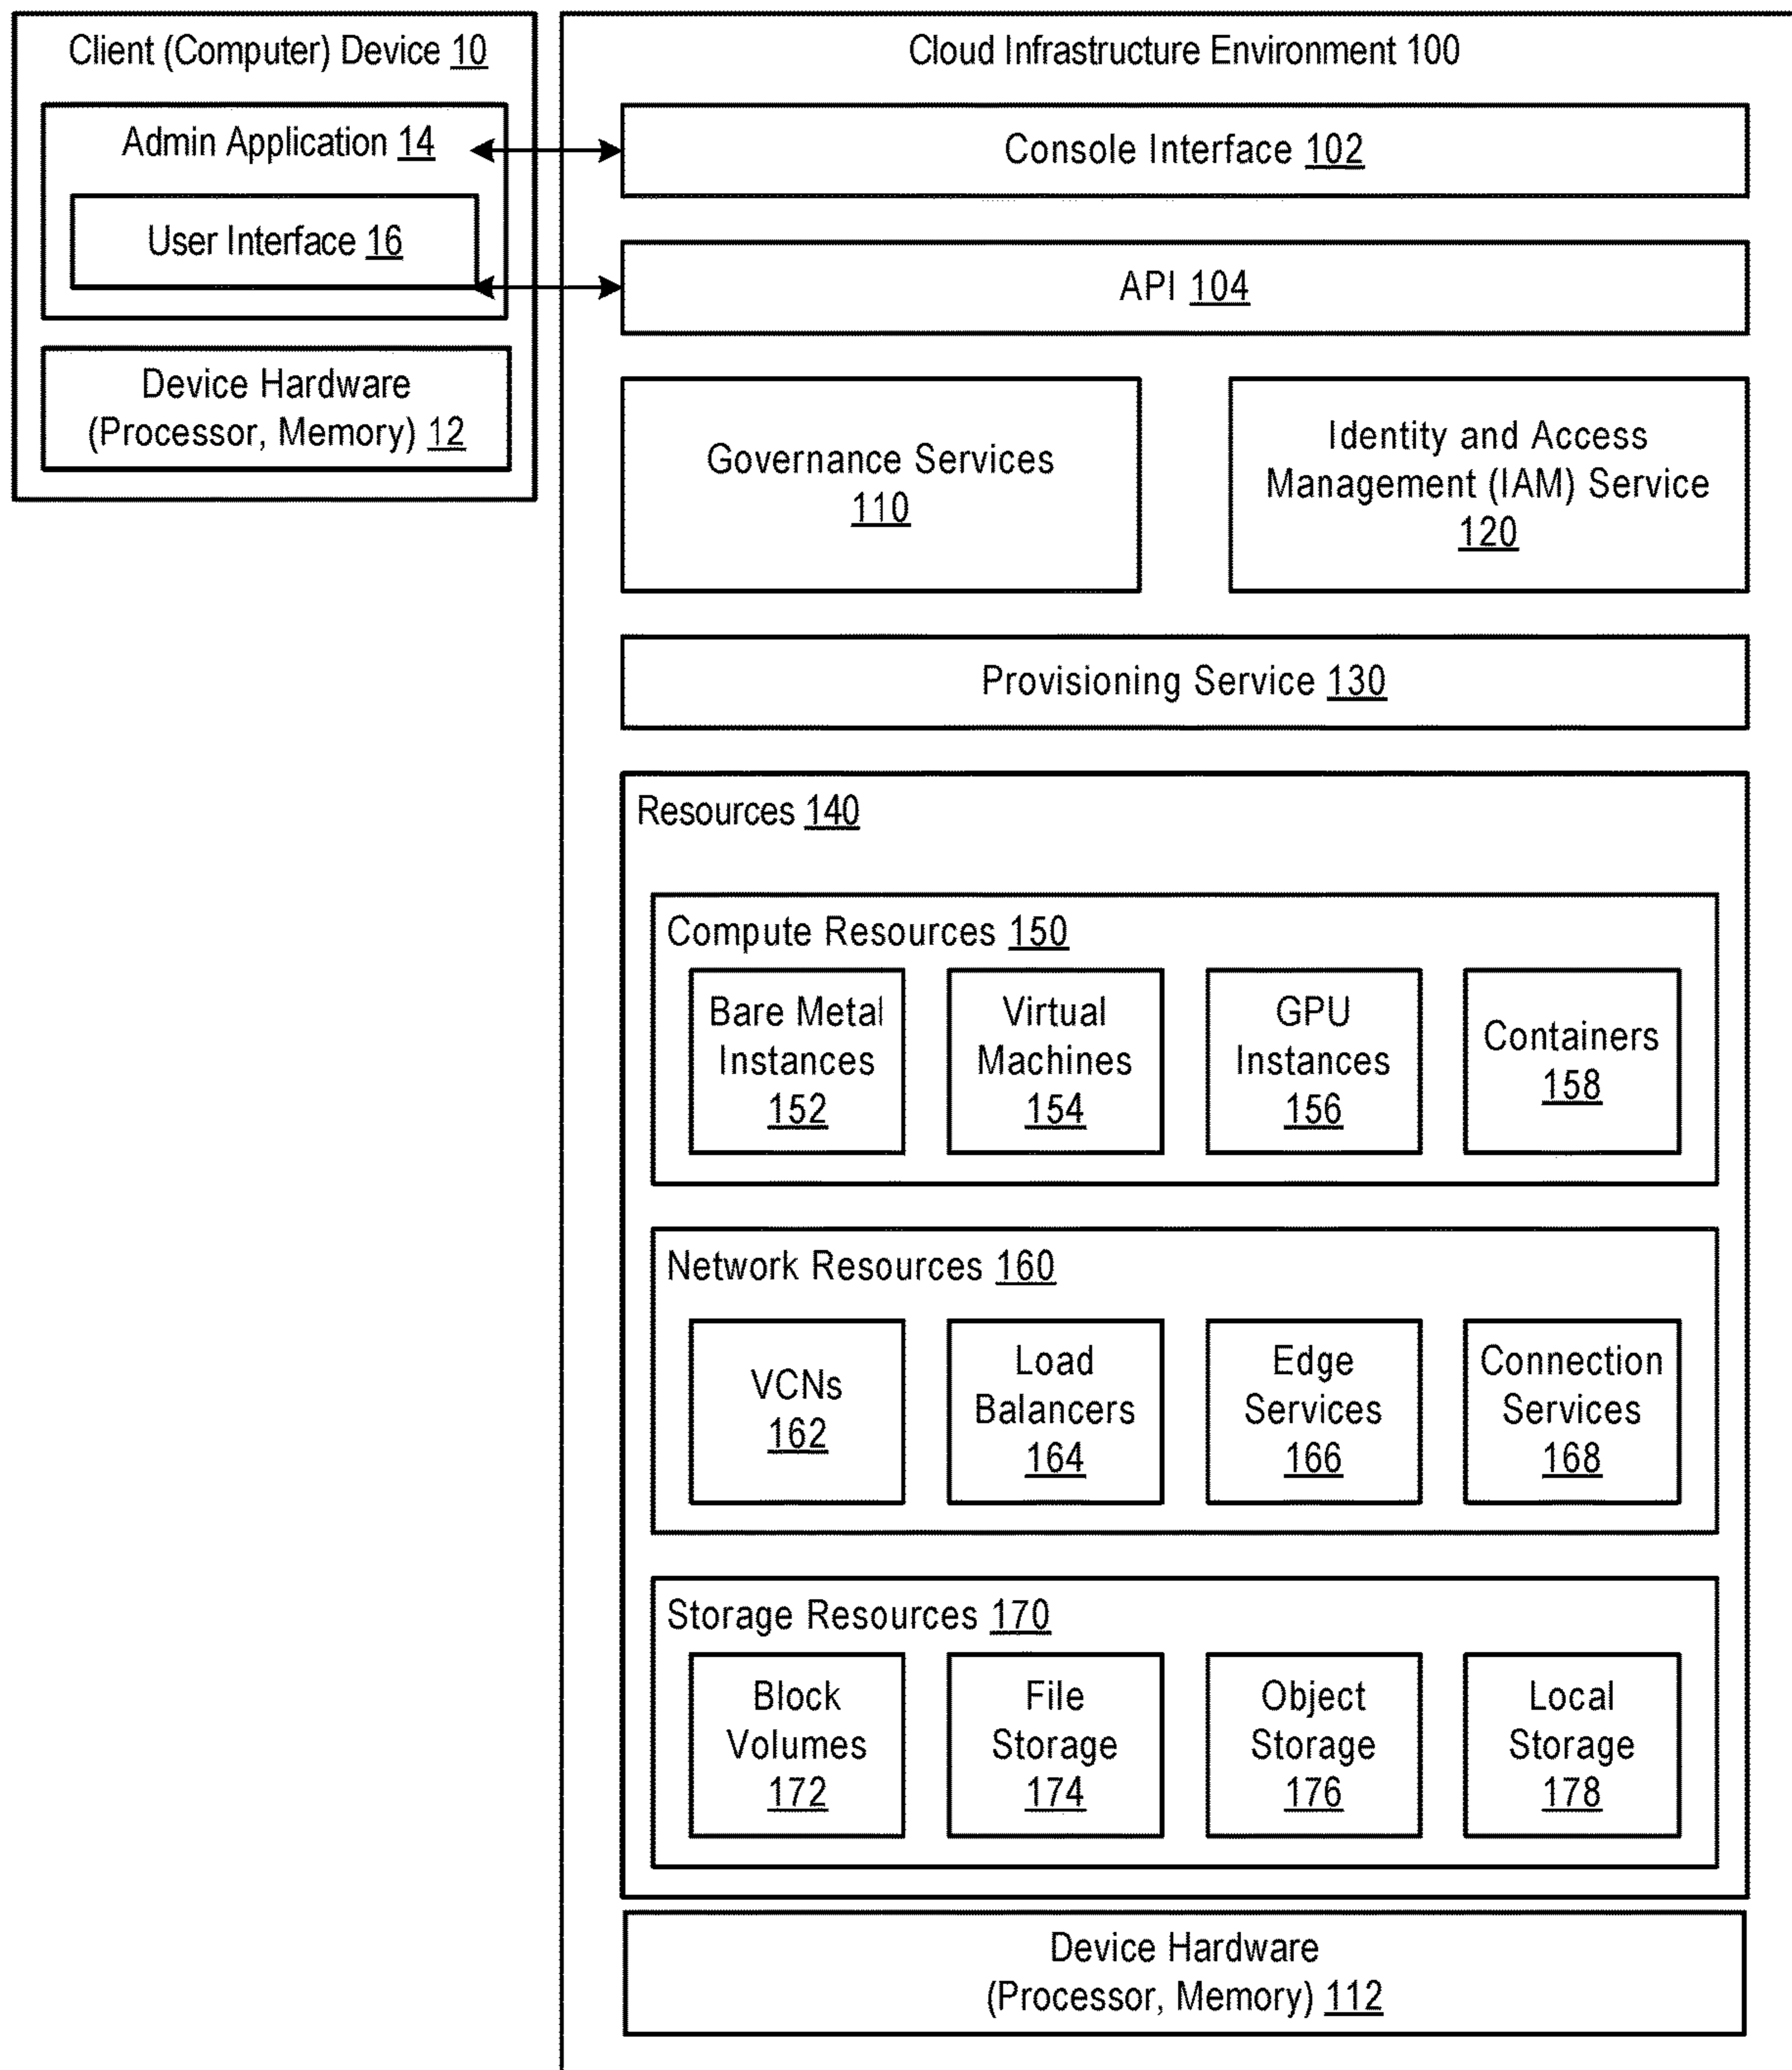 Client (Computer) Device 10
Admin Application 14
User Interface 16
Device Hardware
(Processor, Memory) 12
Cloud Infrastructure Environment 100
Console Interface 102
API 104
Governance Services
110
Identity and Access
Management (IAM) Service
120
Provisioning Service 130
Resources 140
Compute Resources 150
Bare Metal
Instances
152
Virtual
Machines
154
GPU
Instances
156
Containers
158
Network Resources 160
VCNs
162
Load
Balancers
164
Edge
Services
166
Connection
Services
168
Storage Resources 170
Block
Volumes
172
File
Storage
174
Object
Storage
176
Local
Storage
178
Device Hardware
(Processor, Memory) 112